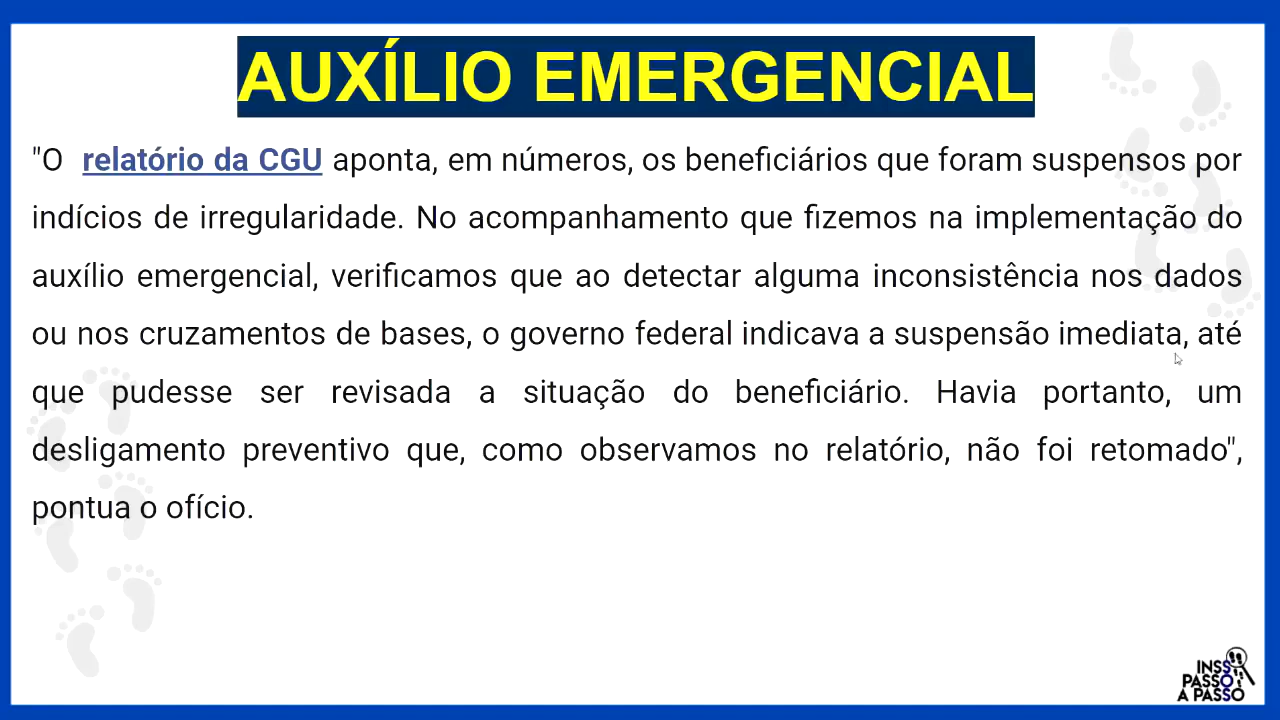 AUXÍLIO EMERGENCIAL
"O relatório da CGU aponta, em números, os beneficiários que foram suspensos por
indícios de irregularidade. No acompanhamento que fizemos na implementação do
auxílio emergencial, verificamos que ao detectar alguma inconsistência nos dados
ou nos cruzamentos de bases, o governo federal indicava a suspensão imediata, até
que pudesse ser revisada a situação do beneficiário. Havia portanto, um
desligamento preventivo que, como observamos no relatório, não foi retomado",
pontua o ofício.
INSS
PASSO
A PASSO